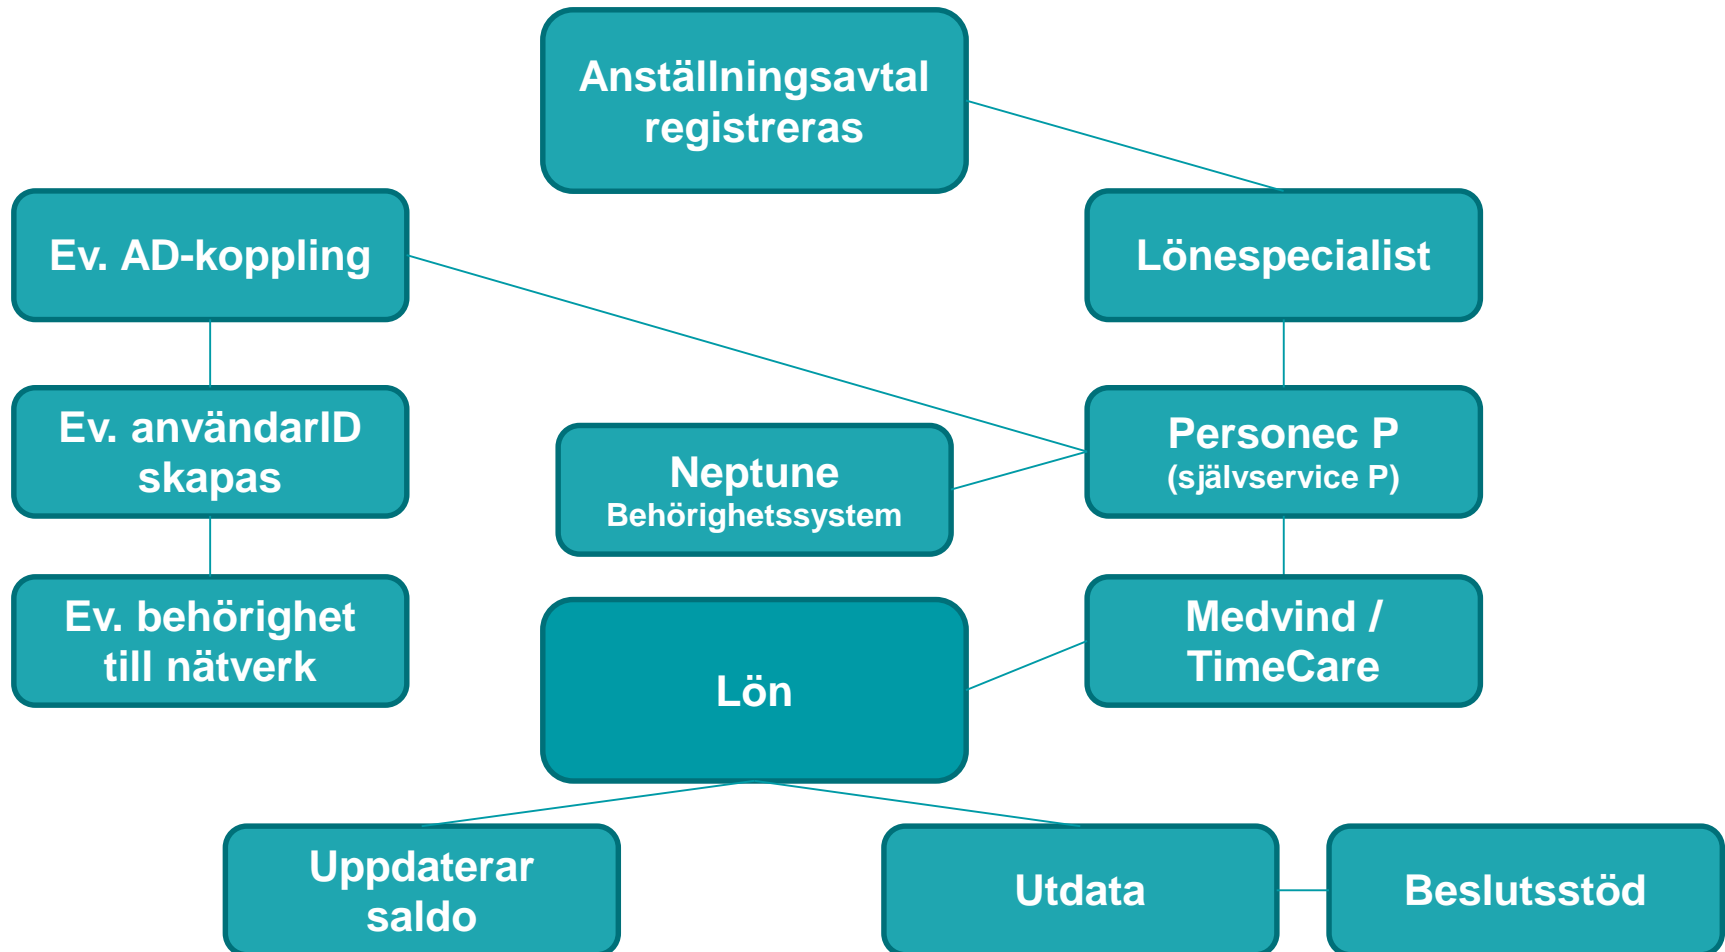 Anställningsavtal
registreras
Ev. AD-koppling
Lönespecialist
Ev. användarID
skapas
Neptune
Behörighetssystem
Personec P
(självservice P)
Ev. behörighet
till nätverk
Lön
Medvind /
TimeCare
Uppdaterar
saldo
Utdata
Beslutsstöd